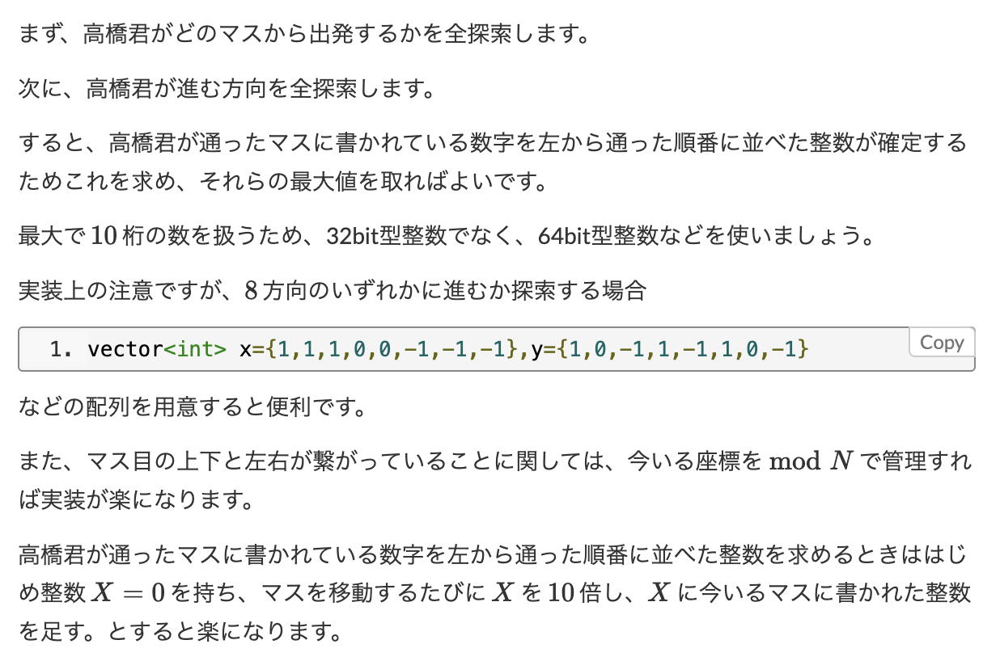 まず、高橋君がどのマスから出発するかを全探索します。
次に、高橋君が進む方向を全探索します。
すると、高橋君が通ったマスに書かれている数字を左から通った順番に並べた整数が確定する
ためこれを求め、それらの最大値を取ればよいです。
最大で 10 桁の数を扱うため、32bit型整数でなく、64bit型整数などを使いましょう。
実装上の注意ですが、8 方向のいずれかに進むか探索する場合
Copy
1. vector<int> x={1,1,1,0,0,-1,-1,-1},y={1,0,-1,1,-1,1,0,-1}
などの配列を用意すると便利です。
また、マス目の上下と左右が繋がっていることに関しては、今いる座標を mod N で管理すれ
ば実装が楽になります。
高橋君が通ったマスに書かれている数字を左から通った順番に並べた整数を求めるときははじ
め整数 X = 0 を持ち、マスを移動するたびに X を 10 倍し、X に今いるマスに書かれた整数
を足す。とすると楽になります。